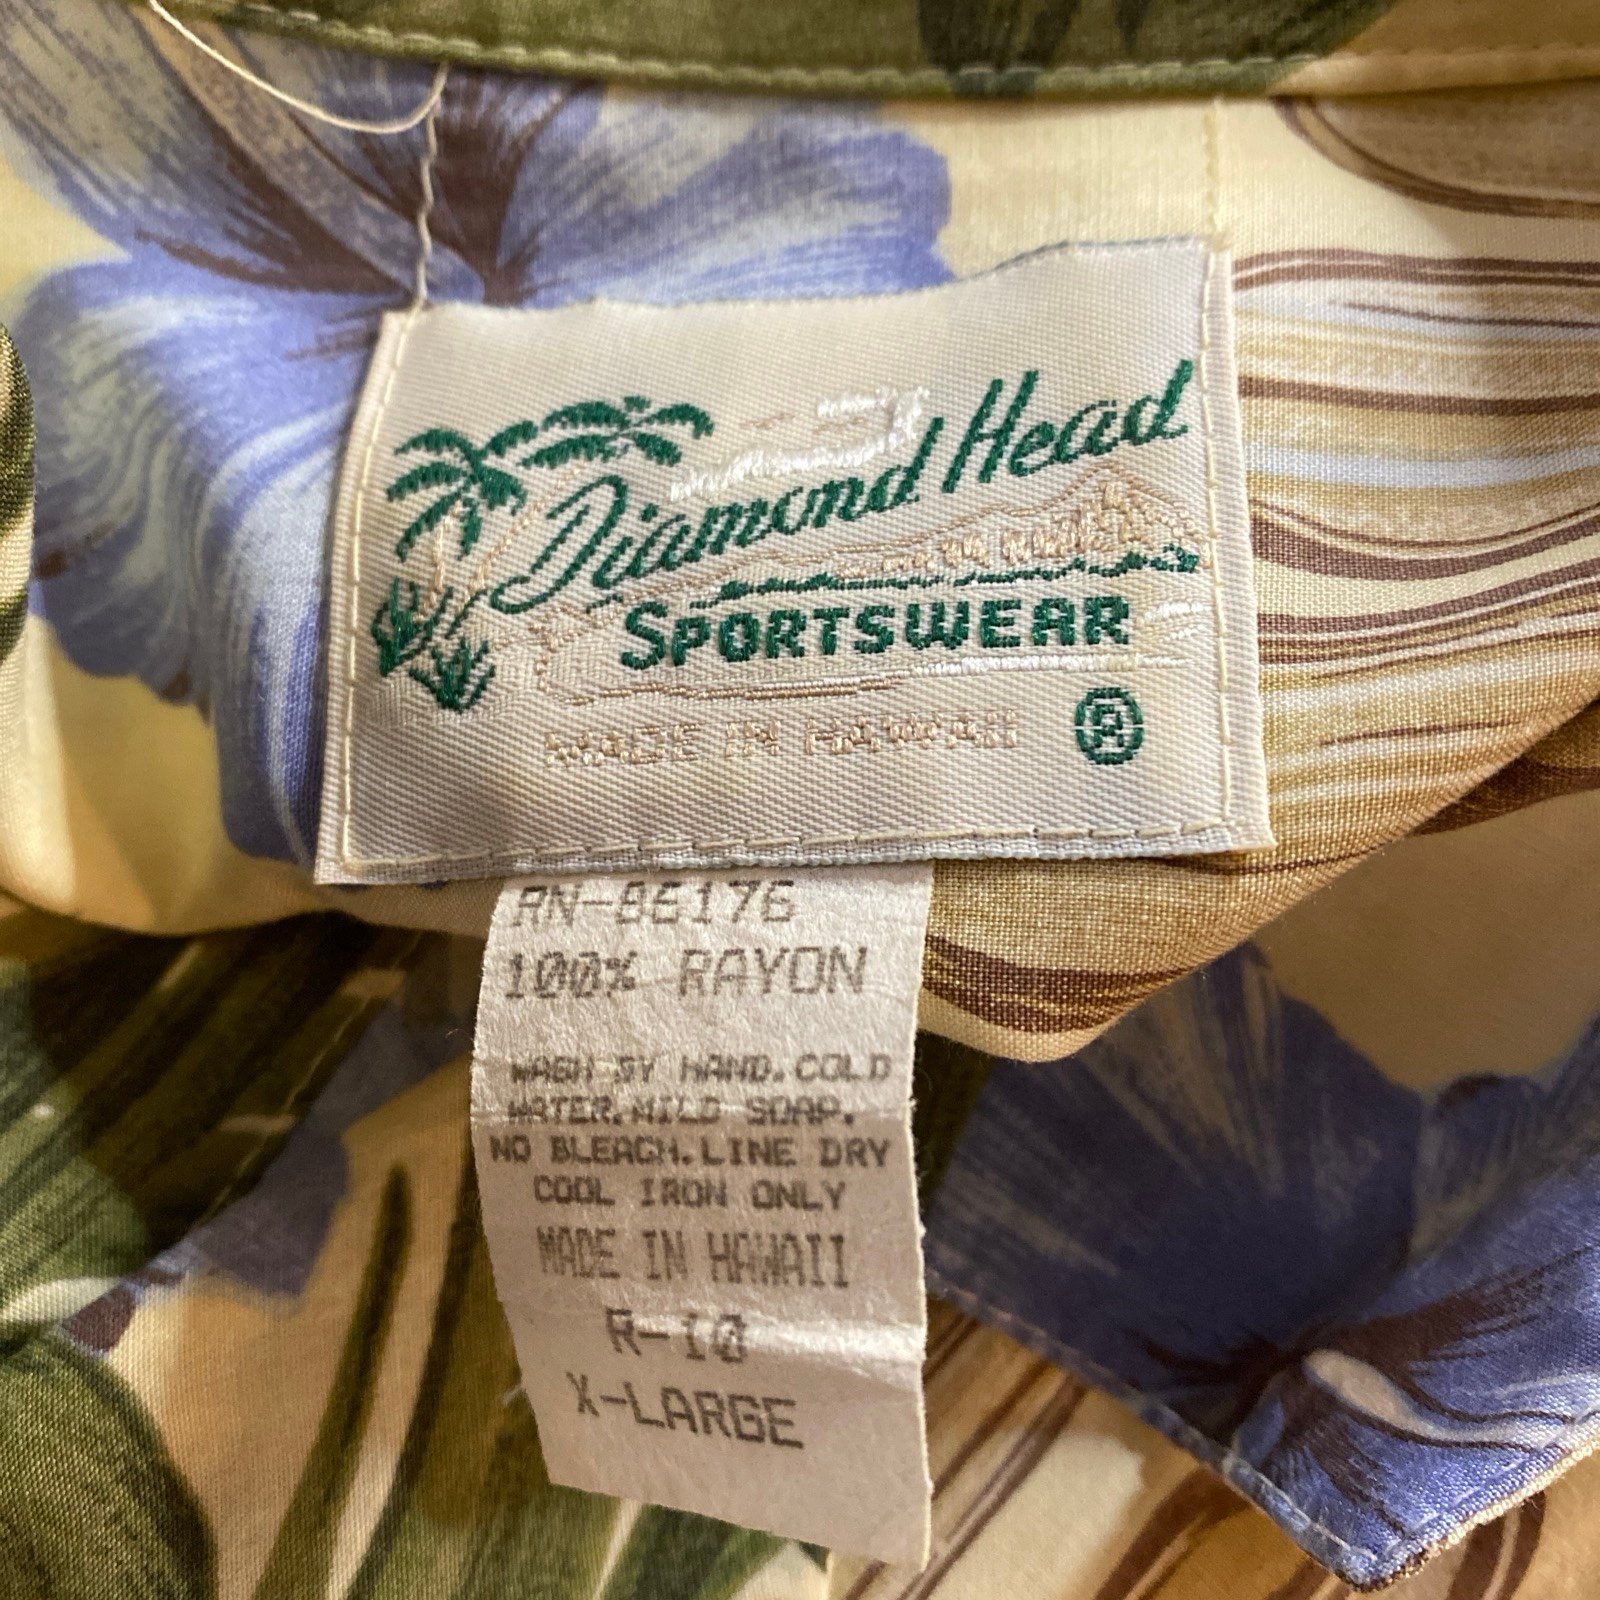 Diamond Head
SPORTSWEAR
MADE IN HAWAII ®
RN-86176
100% RAYON
WASH BY HAND.COLD
WATER.MILD SOAP.
NO BLEACH.LINE DRY
COOL IRON ONLY
MADE IN HAWAII
R-10
X-LARGE